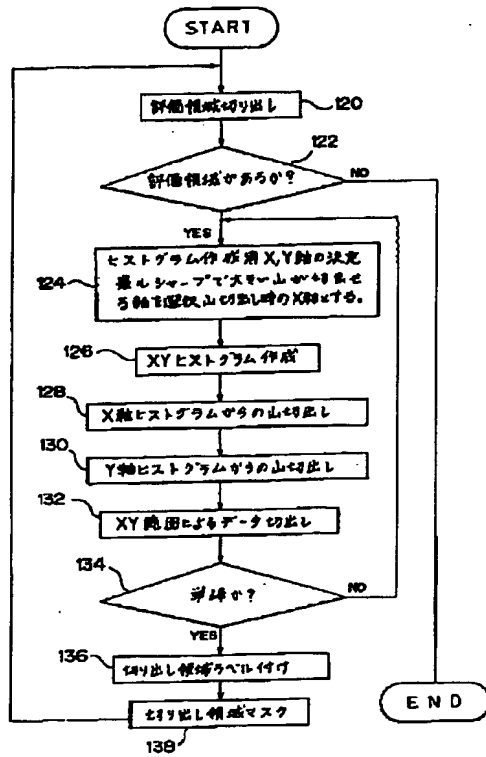 START
評価領域切り出し
120
122
評価領域があるか?
NO
YES
ヒストグラム作成用X,Y軸の決定
最もシャープで大きい山が切出せ
る軸を選択山切出し時のX軸とする。
124
XYヒストグラム作成
126
X軸ヒストグラムからの山切出し
128
Y軸ヒストグラムからの山切出し
130
XY範囲によるデータ切出し
132
134
単峰か?
NO
YES
切り出し領域ラベル付け
136
切り出し領域マスク
138
END